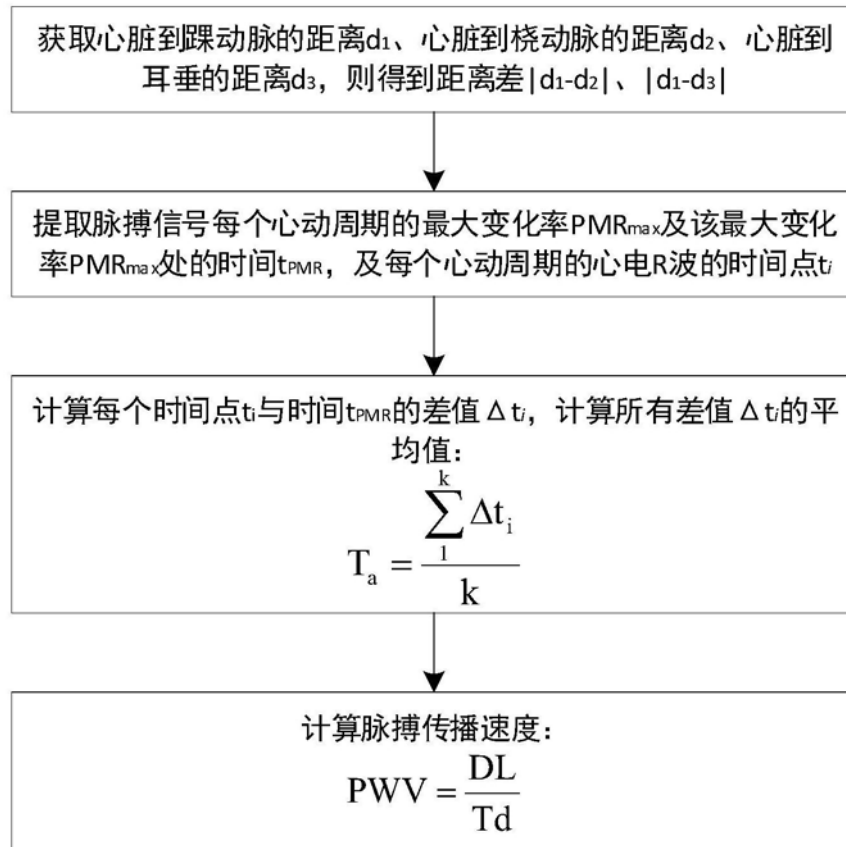 获取心脏到踝动脉的距离d₁、心脏到桡动脉的距离d₂、心脏到
耳垂的距离d₃，则得到距离差|d₁-d₂|、|d₁-d₃|
提取脉搏信号每个心动周期的最大变化率PMRmax及该最大变化
率PMRmax处的时间tPMR，及每个心动周期的心电R波的时间点ti
计算每个时间点ti与时间tPMR的差值Δti，计算所有差值Δti的平
均值：
Ta = (∑₁ᵏ Δti) / k
计算脉搏传播速度：
PWV = DL / Td